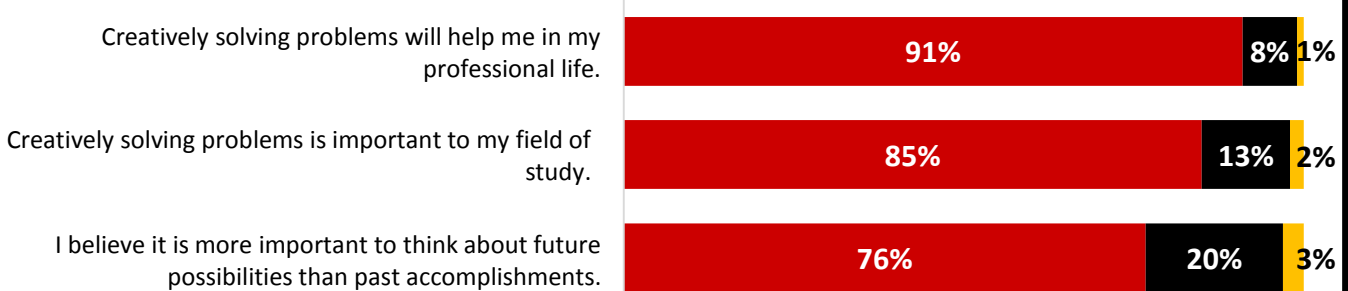 Creatively solving problems will help me in my
professional life.
91% 8% 1%
Creatively solving problems is important to my field of
study.
85% 13% 2%
I believe it is more important to think about future
possibilities than past accomplishments.
76% 20% 3%